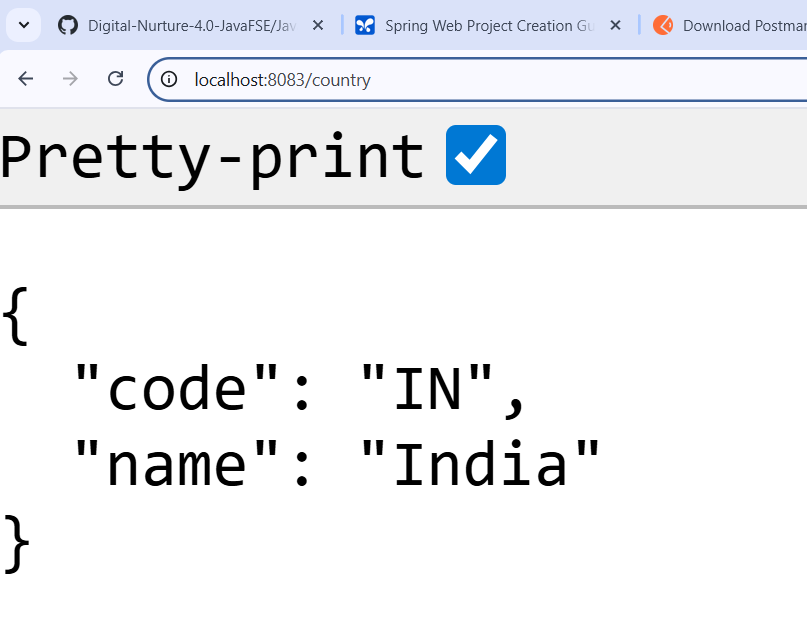 Digital-Nurture-4.0-JavaFSE/Jav
Spring Web Project Creation Gu
Download Postman
localhost:8083/country
Pretty-print
{
"code": "IN",
"name": "India"
}